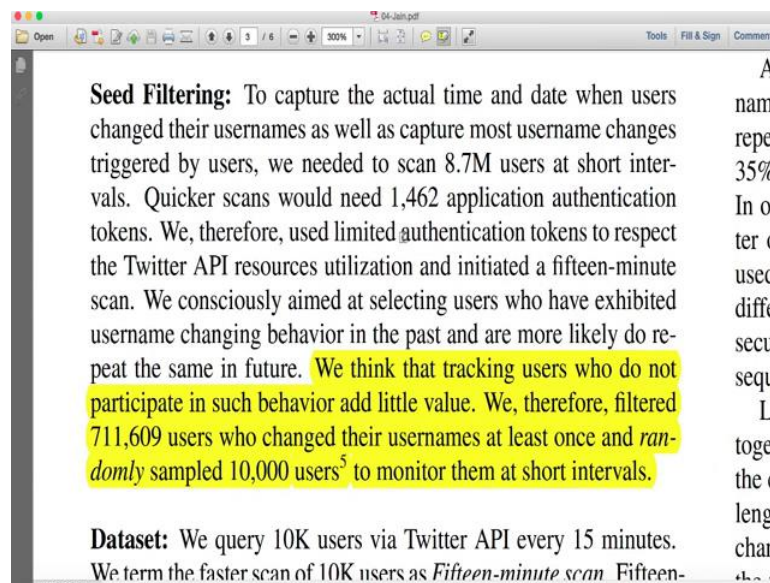 04-Jain.pdf
Open
3 / 6
300%
Tools
Fill & Sign
Comment
Seed Filtering: To capture the actual time and date when users
changed their usernames as well as capture most username changes
triggered by users, we needed to scan 8.7M users at short inter-
vals. Quicker scans would need 1,462 application authentication
tokens. We, therefore, used limited authentication tokens to respect
the Twitter API resources utilization and initiated a fifteen-minute
scan. We consciously aimed at selecting users who have exhibited
username changing behavior in the past and are more likely do re-
peat the same in future. We think that tracking users who do not
participate in such behavior add little value. We, therefore, filtered
711,609 users who changed their usernames at least once and ran-
domly sampled 10,000 users5 to monitor them at short intervals.
Dataset: We query 10K users via Twitter API every 15 minutes.
We term the faster scan of 10K users as Fifteen-minute scan. Fifteen-
A
nam
repe
35%
In o
ter o
used
diffe
secu
sequ
L
toge
the
leng
char